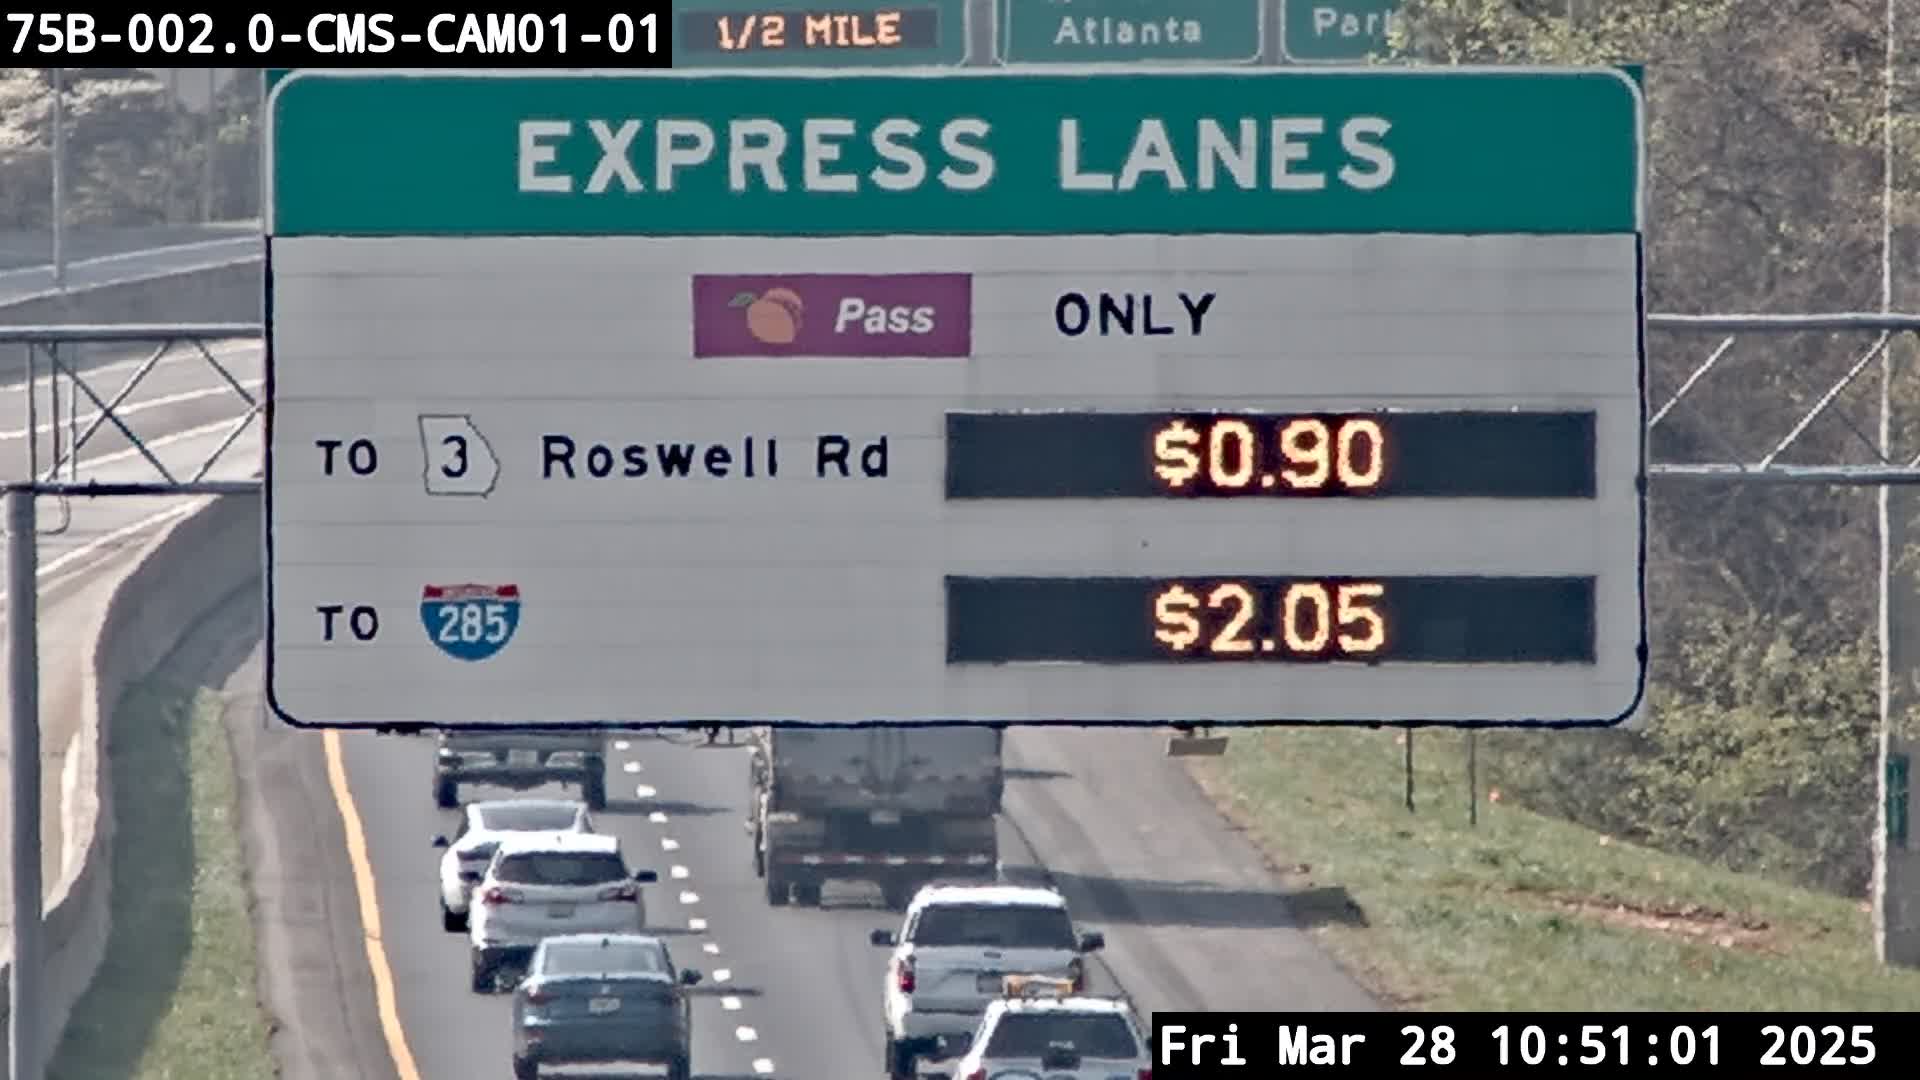 75B-002.0-CMS-CAM01-01
1/2 MILE
Atlanta
EXPRESS LANES
Pass ONLY
TO 3 Roswell Rd $0.90
TO 285 $2.05
Fri Mar 28 10:51:01 2025